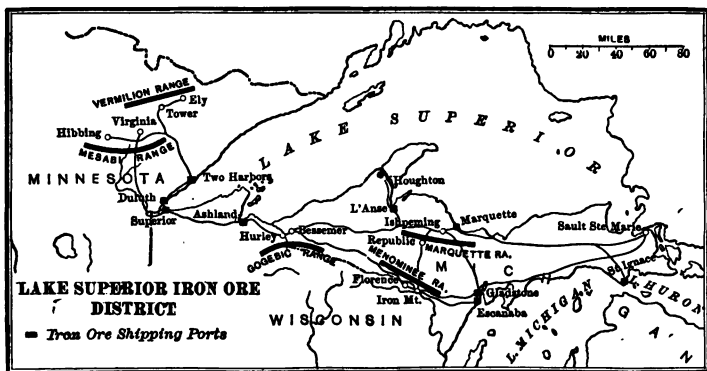 MILES
0 20 40 60 80
VERMILION RANGE
Ely
Tower
Virginia
Hibbing
MESABI RANGE
LAKE SUPERIOR
MINNESOTA
Two Harbors
Duluth
Superior
Ashland
Houghton
L'Anse
Ishpeming
Marquette
Sault Ste Marie
Hurley
Bessemer
Republic
MARQUETTE RA.
GOGEBIC RANGE
MENOMINEE RA.
M
C
St. Ignace
Florence
Iron Mt.
Gladstone
Escanaba
L. MICHIGAN
HURON
G A N
WISCONSIN
LAKE SUPERIOR IRON ORE
DISTRICT
Iron Ore Shipping Ports